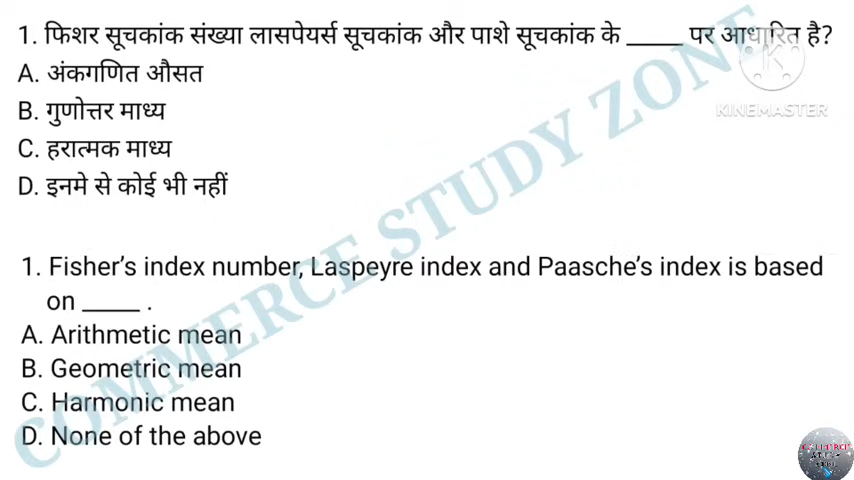 1. फिशर सूचकांक संख्या लासपेयर्स सूचकांक और पाशे सूचकांक के _____ पर आधारित है?
A. अंकगणित औसत
B. गुणोत्तर माध्य
KINEMASTER
C. हरात्मक माध्य
D. इनमे से कोई भी नहीं
COMMERCE STUDY ZONE
1. Fisher's index number, Laspeyre index and Paasche's index is based
on _____ .
A. Arithmetic mean
B. Geometric mean
C. Harmonic mean
D. None of the above